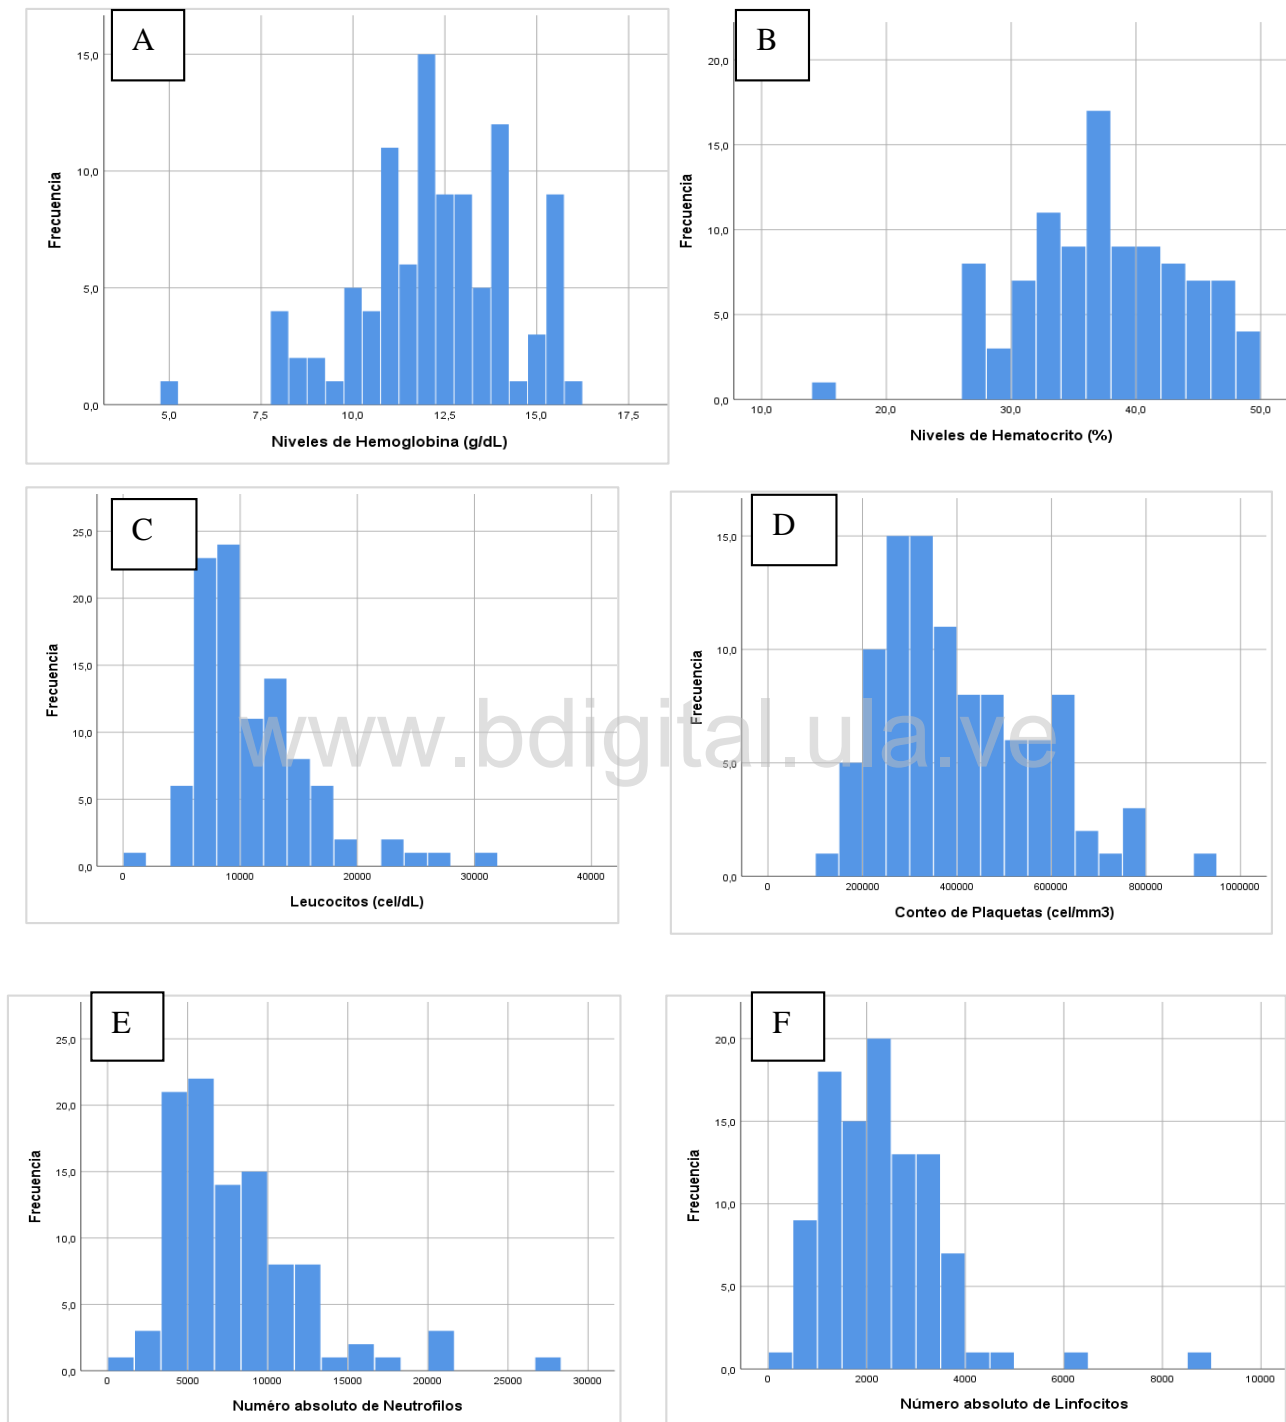 A
15,0
10,0
5,0
0,0
Frecuencia
5,0 7,5 10,0 12,5 15,0 17,5
Niveles de Hemoglobina (g/dL)
B
20,0
15,0
10,0
5,0
0,0
Frecuencia
10,0 20,0 30,0 40,0 50,0
Niveles de Hematocrito (%)
C
25,0
20,0
15,0
10,0
5,0
0,0
Frecuencia
0 10000 20000 30000 40000
Leucocitos (cel/dL)
D
15,0
10,0
5,0
0,0
Frecuencia
0 200000 400000 600000 800000 1000000
Conteo de Plaquetas (cel/mm3)
www.bdigital.ula.ve
E
25,0
20,0
15,0
10,0
5,0
0,0
Frecuencia
0 5000 10000 15000 20000 25000 30000
Numéro absoluto de Neutrofilos
F
20,0
15,0
10,0
5,0
0,0
Frecuencia
0 2000 4000 6000 8000 10000
Número absoluto de Linfocitos